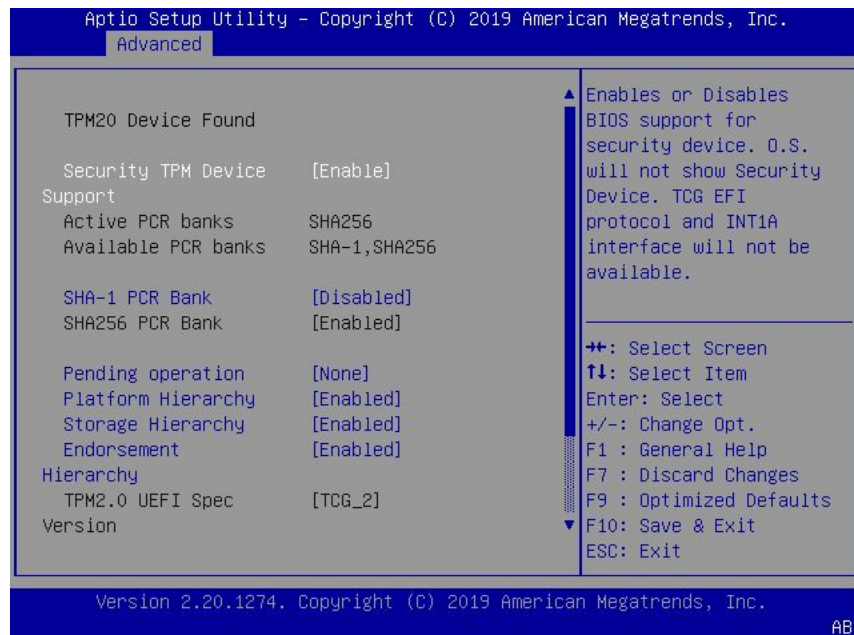 Aptio Setup Utility – Copyright (C) 2019 American Megatrends, Inc.
Advanced
TPM20 Device Found
Security TPM Device [Enable]
Support
Active PCR banks SHA256
Available PCR banks SHA-1,SHA256
SHA-1 PCR Bank [Disabled]
SHA256 PCR Bank [Enabled]
Pending operation [None]
Platform Hierarchy [Enabled]
Storage Hierarchy [Enabled]
Endorsement [Enabled]
Hierarchy
TPM2.0 UEFI Spec [TCG_2]
Version
Enables or Disables
BIOS support for
security device. O.S.
will not show Security
Device. TCG EFI
protocol and INT1A
interface will not be
available.
→←: Select Screen
↑↓: Select Item
Enter: Select
+/-: Change Opt.
F1 : General Help
F7 : Discard Changes
F9 : Optimized Defaults
F10: Save & Exit
ESC: Exit
Version 2.20.1274. Copyright (C) 2019 American Megatrends, Inc.
AB